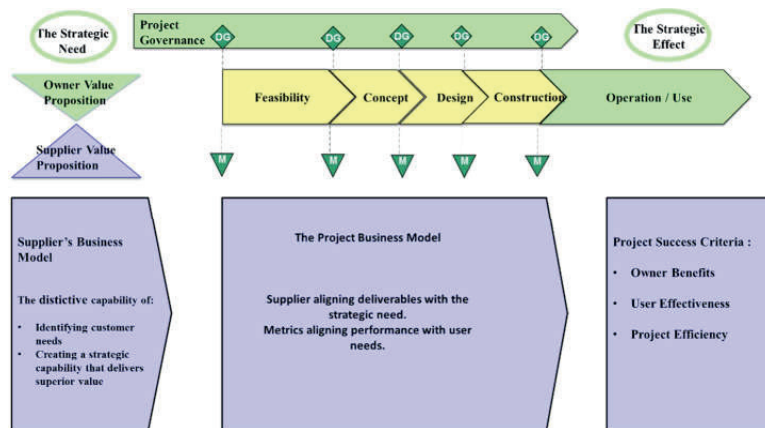 The Strategic
Need
Project
Governance
DG
DG
DG
DG
DG
The Strategic
Effect
Owner Value
Proposition
Feasibility
Concept
Design
Construction
Operation / Use
Supplier Value
Proposition
M
M
M
M
M
Supplier's Business
Model
The distictive capability of:
• Identifying customer
needs
• Creating a strategic
capability that delivers
superior value
The Project Business Model
Supplier aligning deliverables with the
strategic need.
Metrics aligning performance with user
needs.
Project Success Criteria :
• Owner Benefits
• User Effectiveness
• Project Efficiency